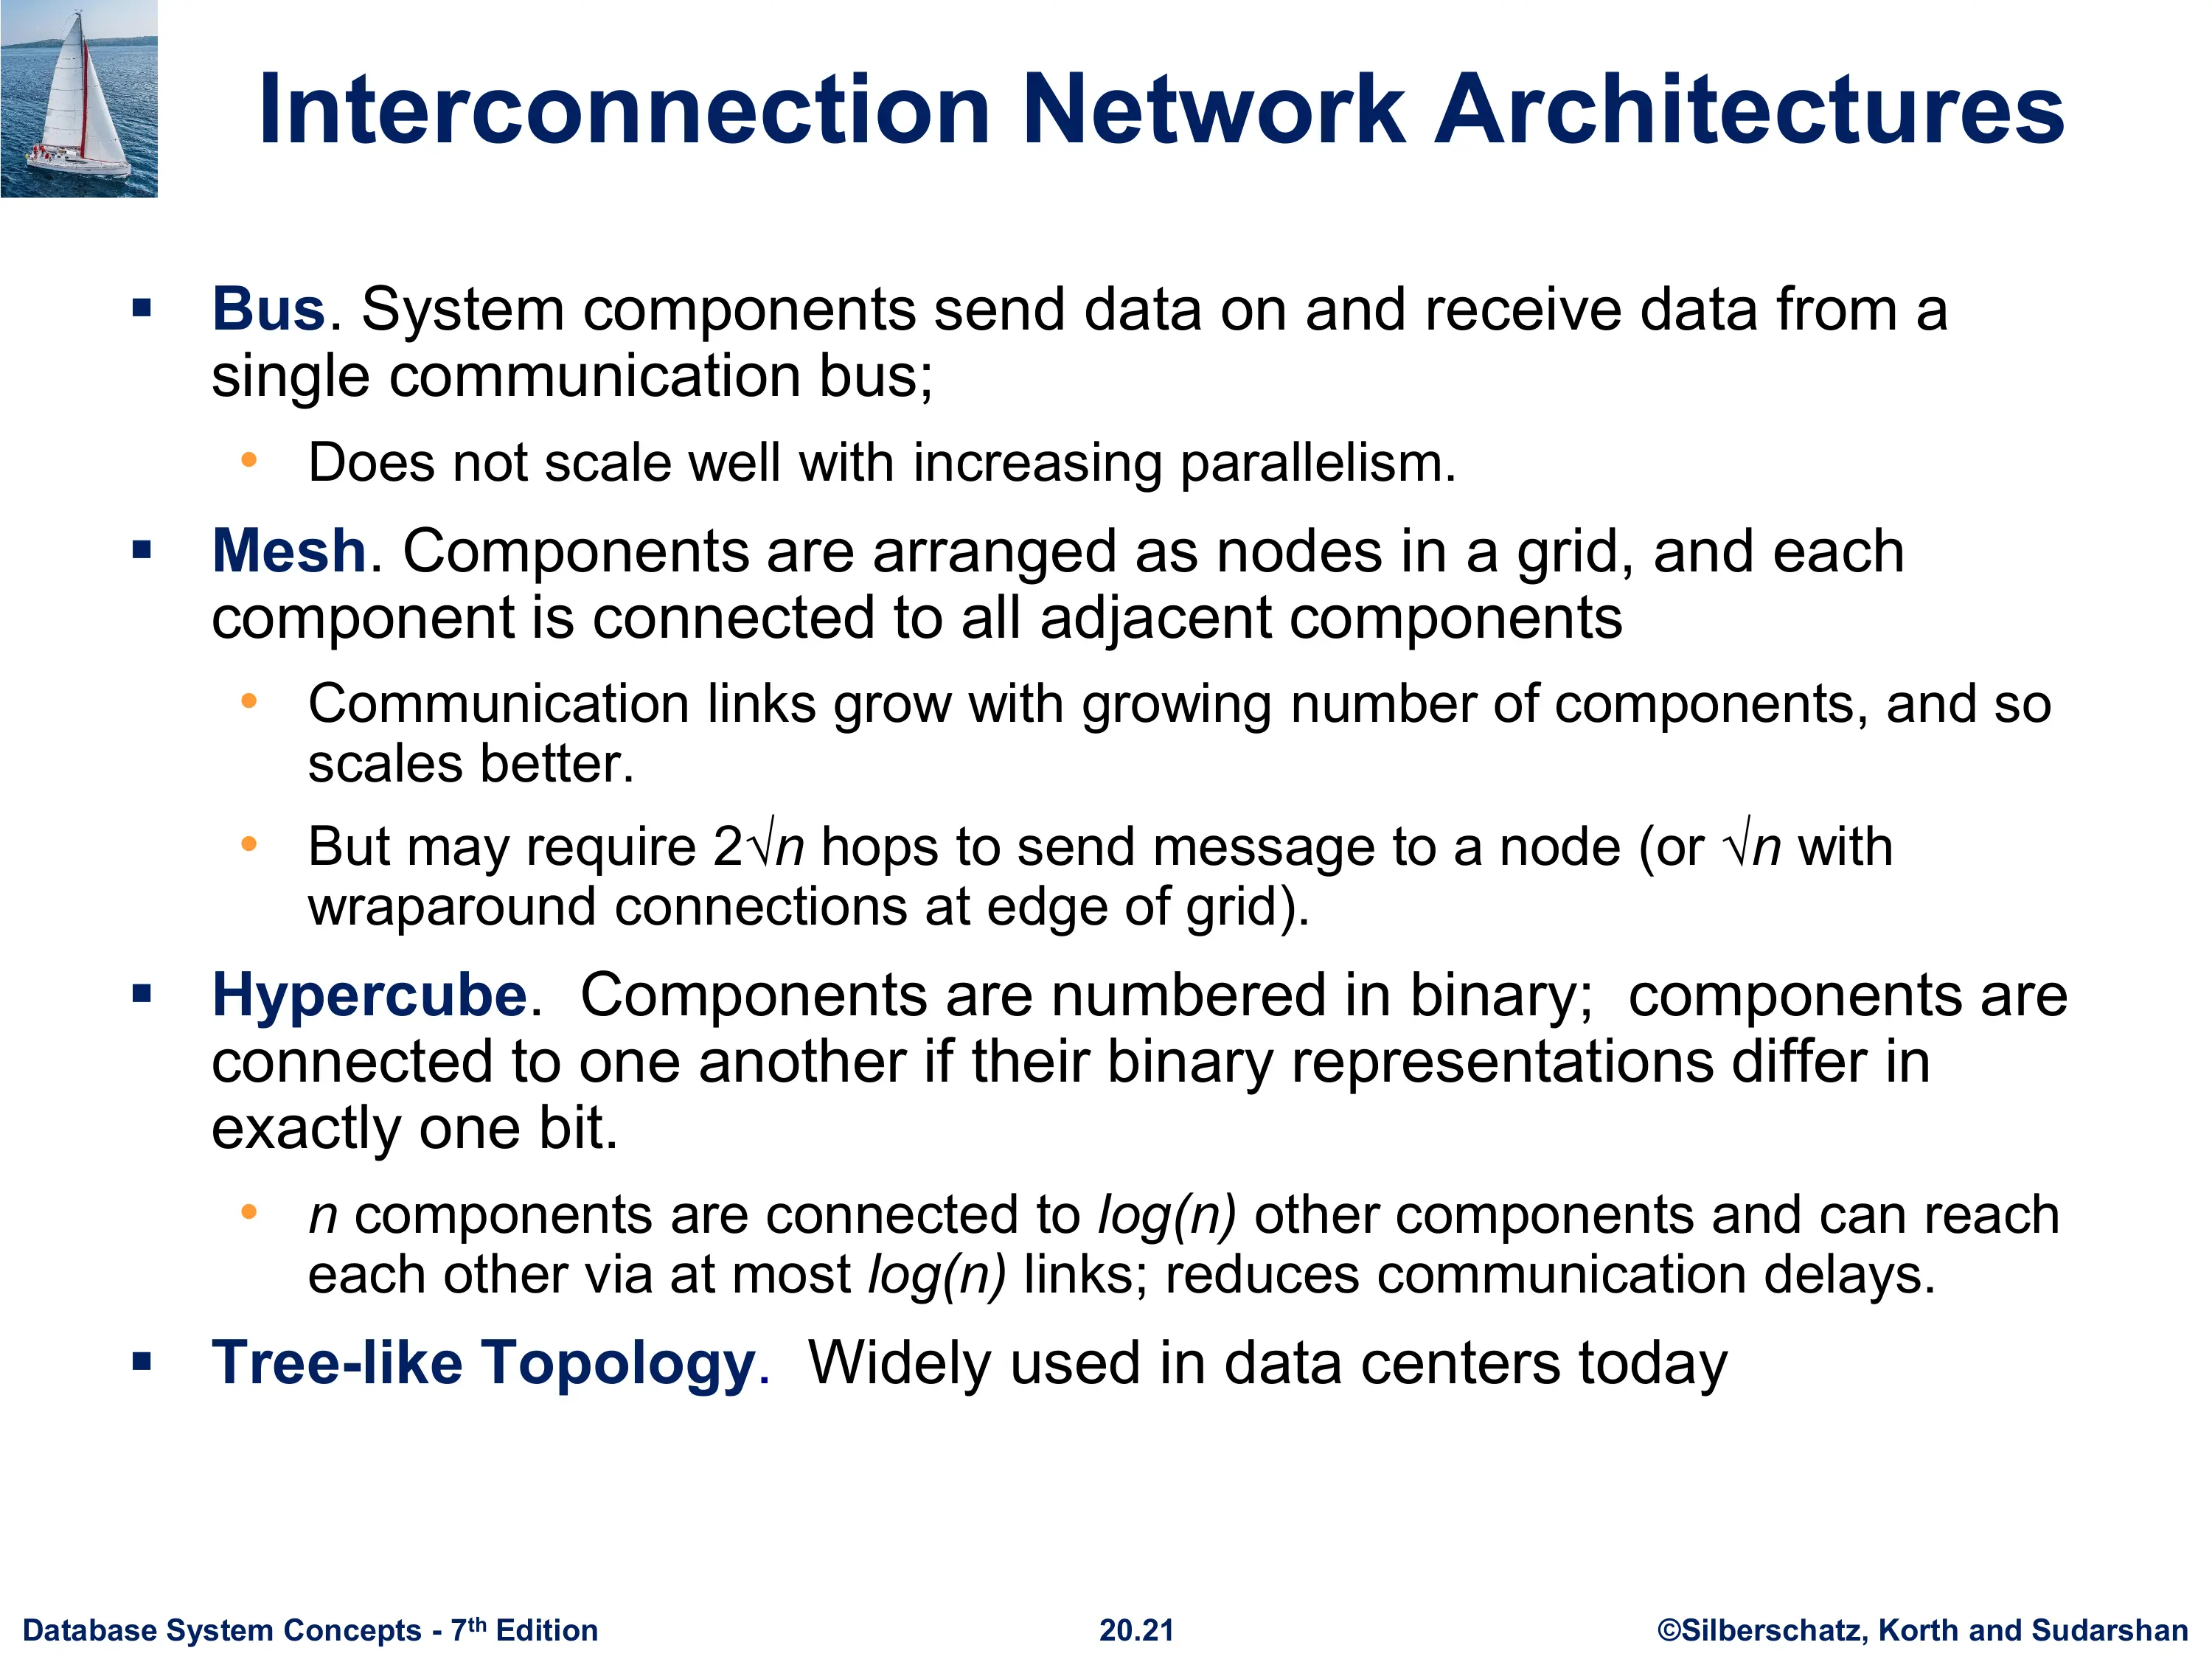 Interconnection Network Architectures
▪ Bus. System components send data on and receive data from a
single communication bus;
• Does not scale well with increasing parallelism.
▪ Mesh. Components are arranged as nodes in a grid, and each
component is connected to all adjacent components
• Communication links grow with growing number of components, and so
scales better.
• But may require 2√n hops to send message to a node (or √n with
wraparound connections at edge of grid).
▪ Hypercube.  Components are numbered in binary;  components are
connected to one another if their binary representations differ in
exactly one bit.
• n components are connected to log(n) other components and can reach
each other via at most log(n) links; reduces communication delays.
▪ Tree-like Topology.  Widely used in data centers today
Database System Concepts - 7th Edition
20.21
©Silberschatz, Korth and Sudarshan